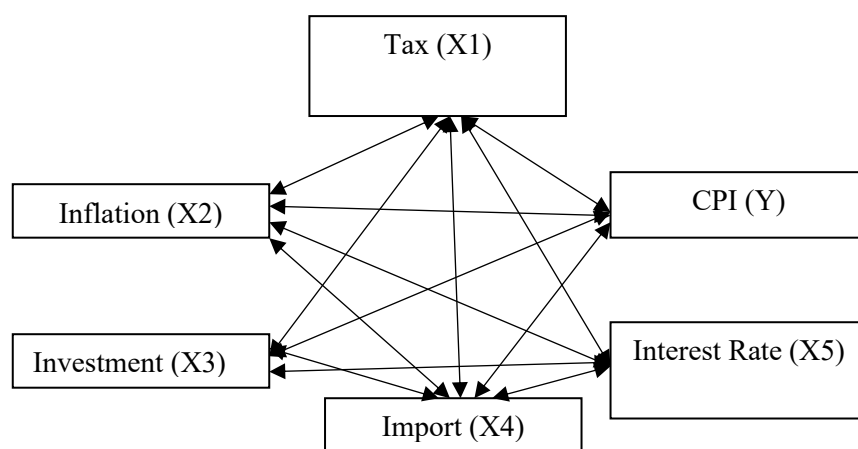 Tax (X1)
Inflation (X2)
CPI (Y)
Investment (X3)
Interest Rate (X5)
Import (X4)